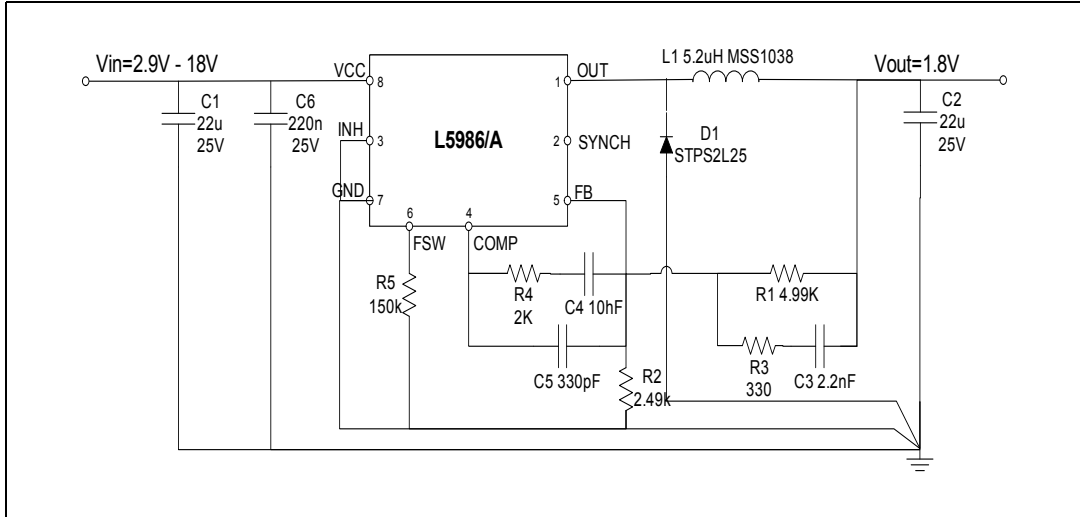 Vin=2.9V - 18V
C1
22u
25V
C6
220n
25V
VCC
8
INH
3
GND
7
L5986/A
1
OUT
2
SYNCH
5
FB
6
FSW
4
COMP
L1 5.2uH MSS1038
Vout=1.8V
C2
22u
25V
D1
STPS2L25
R5
150k
R4
2K
C4 10hF
C5 330pF
R2
2.49k
R1 4.99K
R3
330
C3 2.2nF